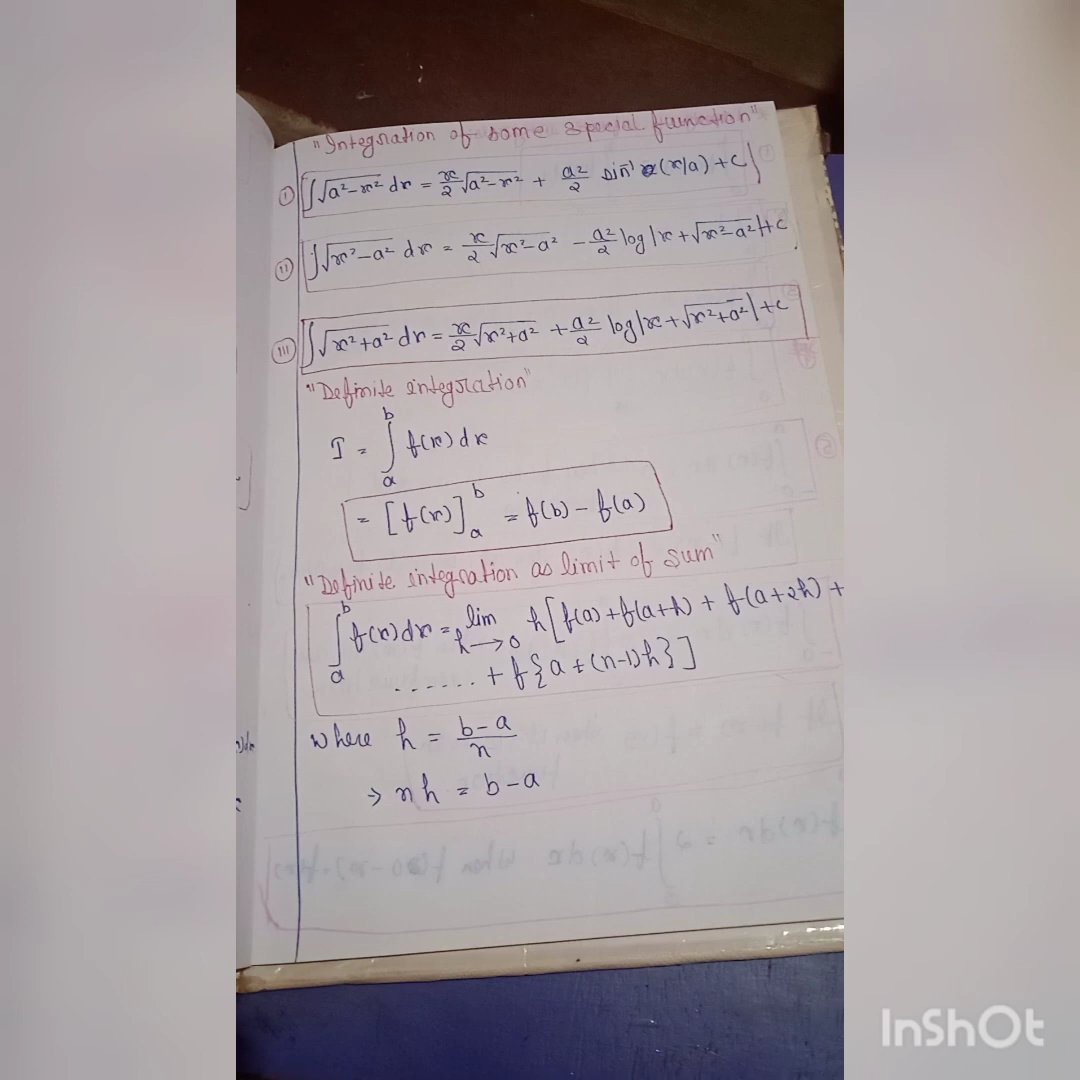 "Integration of some special function"
(i) ∫√a²-x² dx = x/2 √a²-x² + a²/2 sin⁻¹ (x/a) + c
(ii) ∫√x²-a² dx = x/2 √x²-a² - a²/2 log|x + √x²-a²| + c
(iii) ∫√x²+a² dx = x/2 √x²+a² + a²/2 log|x + √x²+a²| + c
"Definite integration"
I = ∫ₐᵇ f(x) dx
= [f(x)]ₐᵇ = f(b) - f(a)
"Definite integration as limit of sum"
∫ₐᵇ f(x) dx = lim h→0 h[f(a) + f(a+h) + f(a+2h) +
...... + f{a + (n-1)h}]
where h = b-a/n
→ nh = b-a
InShOt